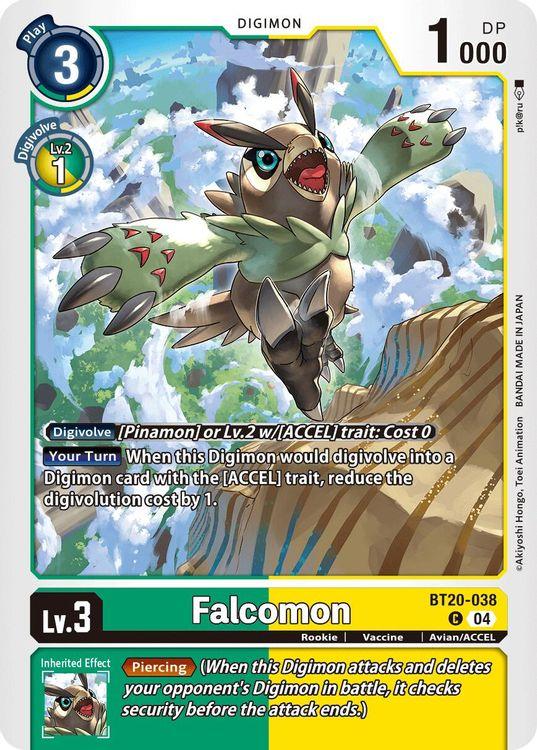 DIGIMON
Play
3
DP
1000
Digivolve
Lv.2
1
p!k@ru
Digivolve [Pinamon] or Lv.2 w/[ACCEL] trait: Cost 0
Your Turn When this Digimon would digivolve into a
Digimon card with the [ACCEL] trait, reduce the
digivolution cost by 1.
©Akiyoshi Hongo, Toei Animation BANDAI MADE IN JAPAN
Lv.3
Falcomon
BT20-038
C 04
Rookie | Vaccine | Avian/ACCEL
Inherited Effect
Piercing (When this Digimon attacks and deletes
your opponent's Digimon in battle, it checks
security before the attack ends.)